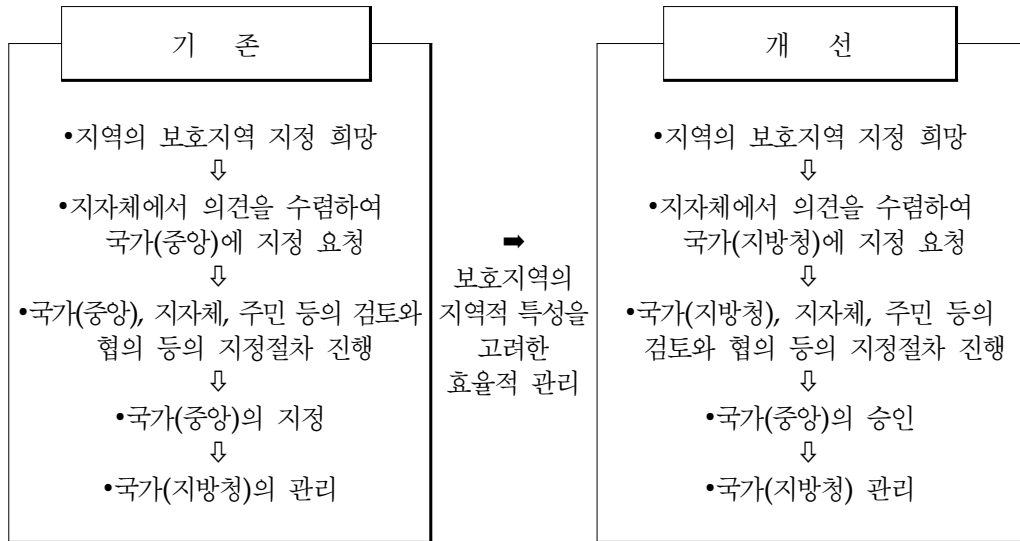 기 존
•지역의 보호지역 지정 희망
⇩
•지자체에서 의견을 수렴하여
국가(중앙)에 지정 요청
⇩
•국가(중앙), 지자체, 주민 등의 검토와
협의 등의 지정절차 진행
⇩
•국가(중앙)의 지정
⇩
•국가(지방청)의 관리
➡
보호지역의
지역적 특성을
고려한
효율적 관리
개 선
•지역의 보호지역 지정 희망
⇩
•지자체에서 의견을 수렴하여
국가(지방청)에 지정 요청
⇩
•국가(지방청), 지자체, 주민 등의
검토와 협의 등의 지정절차 진행
⇩
•국가(중앙)의 승인
⇩
•국가(지방청) 관리